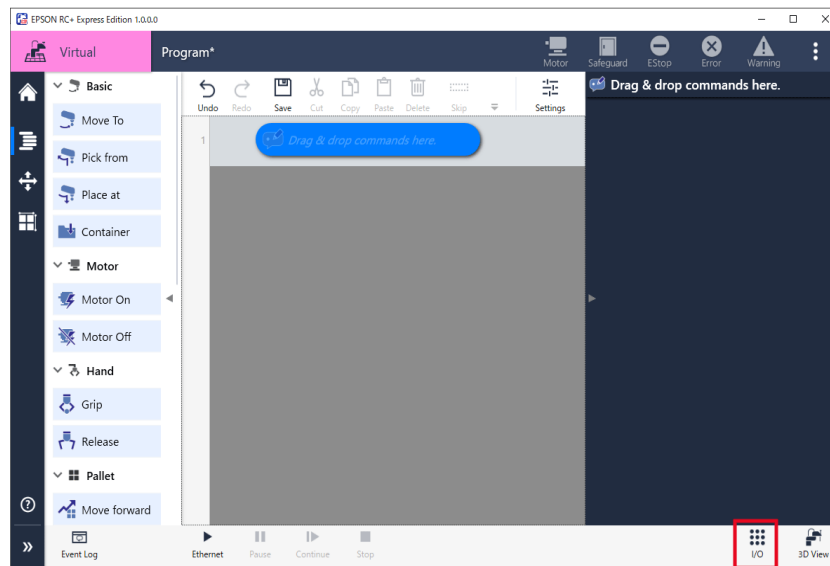 EPSON RC+ Express Edition 1.0.0.0
Virtual
Program*
Motor
Safeguard
EStop
Error
Warning
Basic
Move To
Pick from
Place at
Container
Motor
Motor On
Motor Off
Hand
Grip
Release
Pallet
Move forward
Undo
Redo
Save
Cut
Copy
Paste
Delete
Skip
Settings
1
Drag & drop commands here.
Drag & drop commands here.
Event Log
Ethernet
Pause
Continue
Stop
I/O
3D View